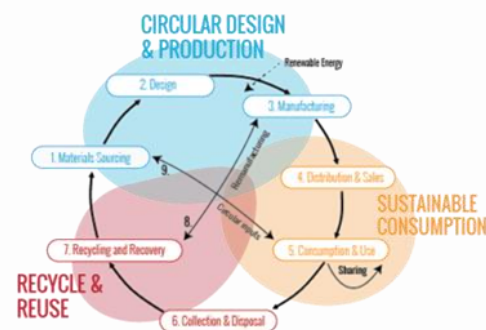 CIRCULAR DESIGN
& PRODUCTION
Renewable Energy
2. Design
3. Manufacturing
1. Materials Sourcing
9.
Remanufacturing
4. Distribution & Sales
SUSTAINABLE
CONSUMPTION
Circular inputs
8.
7. Recycling and Recovery
5. Consumption & Use
Sharing
RECYCLE &
REUSE
6. Collection & Disposal